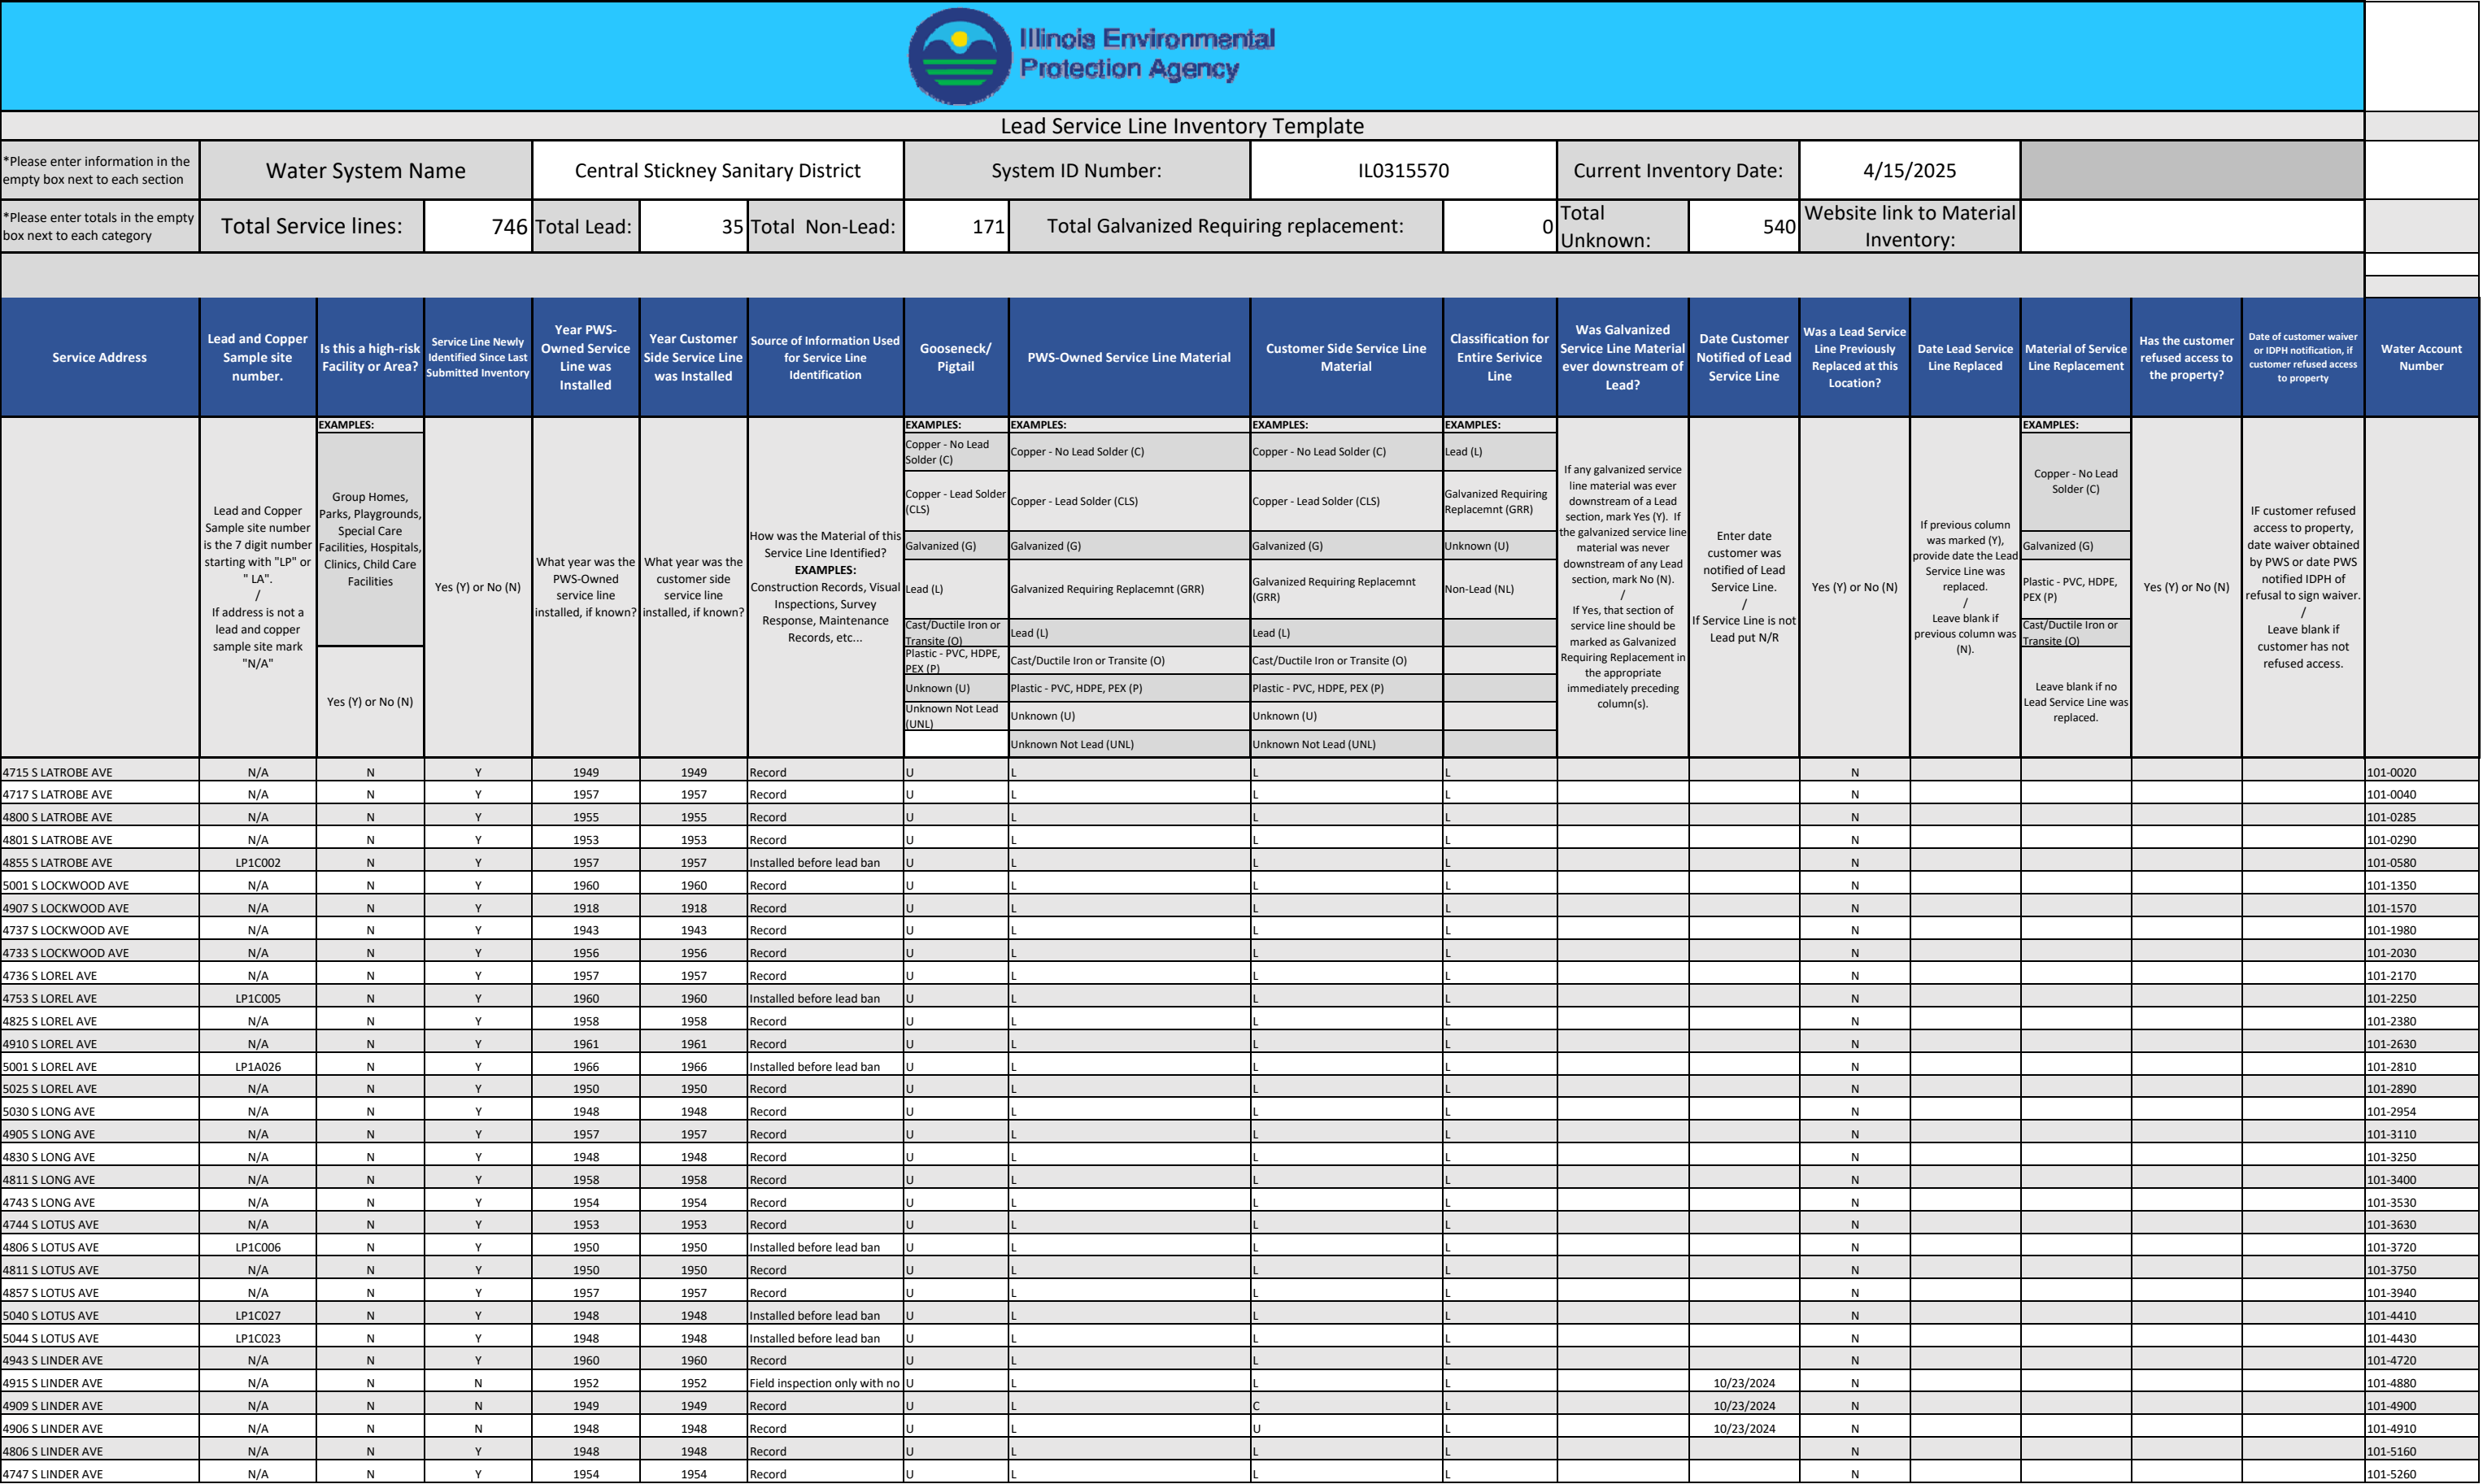 Illinois Environmental
Protection Agency
Lead Service Line Inventory Template
*Please enter information in the empty box next to each section Water System Name Central Stickney Sanitary District System ID Number: IL0315570 Current Inventory Date: 4/15/2025
*Please enter totals in the empty box next to each category Total Service lines: 746 Total Lead: 35 Total Non-Lead: 171 Total Galvanized Requiring replacement: 0 Total Unknown: 540 Website link to Material Inventory:
Service Address
Lead and Copper Sample site number.
Is this a high-risk Facility or Area?
Service Line Newly Identified Since Last Submitted Inventory
Year PWS-Owned Service Line was Installed
Year Customer Side Service Line was Installed
Source of Information Used for Service Line Identification
Gooseneck/ Pigtail
PWS-Owned Service Line Material
Customer Side Service Line Material
Classification for Entire Serivice Line
Was Galvanized Service Line Material ever downstream of Lead?
Date Customer Notified of Lead Service Line
Was a Lead Service Line Previously Replaced at this Location?
Date Lead Service Line Replaced
Material of Service Line Replacement
Has the customer refused access to the property?
Date of customer waiver or IDPH notification, if customer refused access to property
Water Account Number
Lead and Copper Sample site number is the 7 digit number starting with "LP" or " LA".
/
If address is not a lead and copper sample site mark "N/A"
EXAMPLES:
Group Homes, Parks, Playgrounds, Special Care Facilities, Hospitals, Clinics, Child Care Facilities
Yes (Y) or No (N)
Yes (Y) or No (N)
What year was the PWS-Owned service line installed, if known?
What year was the customer side service line installed, if known?
How was the Material of this Service Line Identified?
EXAMPLES:
Construction Records, Visual Inspections, Survey Response, Maintenance Records, etc...
EXAMPLES:
Copper - No Lead Solder (C)
Copper - Lead Solder (CLS)
Galvanized (G)
Lead (L)
Cast/Ductile Iron or Transite (O)
Plastic - PVC, HDPE, PEX (P)
Unknown (U)
Unknown Not Lead (UNL)
EXAMPLES:
Copper - No Lead Solder (C)
Copper - Lead Solder (CLS)
Galvanized (G)
Galvanized Requiring Replacemnt (GRR)
Lead (L)
Cast/Ductile Iron or Transite (O)
Plastic - PVC, HDPE, PEX (P)
Unknown (U)
Unknown Not Lead (UNL)
EXAMPLES:
Copper - No Lead Solder (C)
Copper - Lead Solder (CLS)
Galvanized (G)
Galvanized Requiring Replacemnt (GRR)
Lead (L)
Cast/Ductile Iron or Transite (O)
Plastic - PVC, HDPE, PEX (P)
Unknown (U)
Unknown Not Lead (UNL)
EXAMPLES:
Lead (L)
Galvanized Requiring Replacemnt (GRR)
Unknown (U)
Non-Lead (NL)
If any galvanized service line material was ever downstream of a Lead section, mark Yes (Y). If the galvanized service line material was never downstream of any Lead section, mark No (N).
/
If Yes, that section of service line should be marked as Galvanized Requiring Replacement in the appropriate immediately preceding column(s).
Enter date customer was notified of Lead Service Line.
/
If Service Line is not Lead put N/R
Yes (Y) or No (N)
If previous column was marked (Y), provide date the Lead Service Line was replaced.
/
Leave blank if previous column was (N).
EXAMPLES:
Copper - No Lead Solder (C)
Galvanized (G)
Plastic - PVC, HDPE, PEX (P)
Cast/Ductile Iron or Transite (O)
Leave blank if no Lead Service Line was replaced.
Yes (Y) or No (N)
IF customer refused access to property, date waiver obtained by PWS or date PWS notified IDPH of refusal to sign waiver.
/
Leave blank if customer has not refused access.
4715 S LATROBE AVE N/A N Y 1949 1949 Record U L L L N 101-0020
4717 S LATROBE AVE N/A N Y 1957 1957 Record U L L L N 101-0040
4800 S LATROBE AVE N/A N Y 1955 1955 Record U L L L N 101-0285
4801 S LATROBE AVE N/A N Y 1953 1953 Record U L L L N 101-0290
4855 S LATROBE AVE LP1C002 N Y 1957 1957 Installed before lead ban U L L L N 101-0580
5001 S LOCKWOOD AVE N/A N Y 1960 1960 Record U L L L N 101-1350
4907 S LOCKWOOD AVE N/A N Y 1918 1918 Record U L L L N 101-1570
4737 S LOCKWOOD AVE N/A N Y 1943 1943 Record U L L L N 101-1980
4733 S LOCKWOOD AVE N/A N Y 1956 1956 Record U L L L N 101-2030
4736 S LOREL AVE N/A N Y 1957 1957 Record U L L L N 101-2170
4753 S LOREL AVE LP1C005 N Y 1960 1960 Installed before lead ban U L L L N 101-2250
4825 S LOREL AVE N/A N Y 1958 1958 Record U L L L N 101-2380
4910 S LOREL AVE N/A N Y 1961 1961 Record U L L L N 101-2630
5001 S LOREL AVE LP1A026 N Y 1966 1966 Installed before lead ban U L L L N 101-2810
5025 S LOREL AVE N/A N Y 1950 1950 Record U L L L N 101-2890
5030 S LONG AVE N/A N Y 1948 1948 Record U L L L N 101-2954
4905 S LONG AVE N/A N Y 1957 1957 Record U L L L N 101-3110
4830 S LONG AVE N/A N Y 1948 1948 Record U L L L N 101-3250
4811 S LONG AVE N/A N Y 1958 1958 Record U L L L N 101-3400
4743 S LONG AVE N/A N Y 1954 1954 Record U L L L N 101-3530
4744 S LOTUS AVE N/A N Y 1953 1953 Record U L L L N 101-3630
4806 S LOTUS AVE LP1C006 N Y 1950 1950 Installed before lead ban U L L L N 101-3720
4811 S LOTUS AVE N/A N Y 1950 1950 Record U L L L N 101-3750
4857 S LOTUS AVE N/A N Y 1957 1957 Record U L L L N 101-3940
5040 S LOTUS AVE LP1C027 N Y 1948 1948 Installed before lead ban U L L L N 101-4410
5044 S LOTUS AVE LP1C023 N Y 1948 1948 Installed before lead ban U L L L N 101-4430
4943 S LINDER AVE N/A N Y 1960 1960 Record U L L L N 101-4720
4915 S LINDER AVE N/A N N 1952 1952 Field inspection only with no U L L L 10/23/2024 N 101-4880
4909 S LINDER AVE N/A N N 1949 1949 Record U L C L 10/23/2024 N 101-4900
4906 S LINDER AVE N/A N N 1948 1948 Record U L U L 10/23/2024 N 101-4910
4806 S LINDER AVE N/A N Y 1948 1948 Record U L L L N 101-5160
4747 S LINDER AVE N/A N Y 1954 1954 Record U L L L N 101-5260